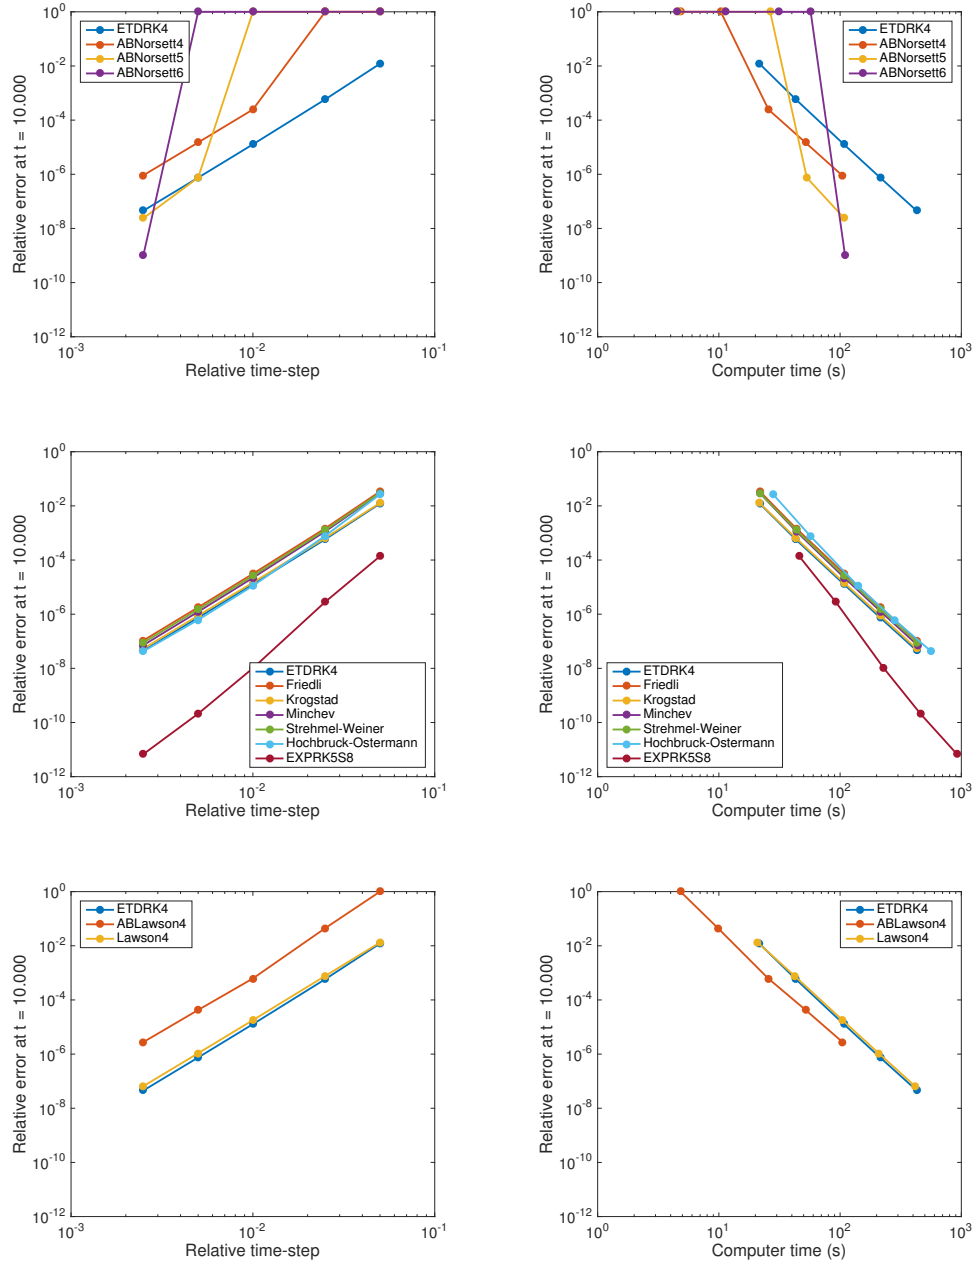 10^0
10^-2
10^-4
10^-6
10^-8
10^-10
10^-12
Relative error at t = 10.000
ETDRK4
ABNorsett4
ABNorsett5
ABNorsett6
10^-3
10^-2
10^-1
Relative time-step
10^0
10^-2
10^-4
10^-6
10^-8
10^-10
10^-12
Relative error at t = 10.000
ETDRK4
ABNorsett4
ABNorsett5
ABNorsett6
10^0
10^1
10^2
10^3
Computer time (s)
10^0
10^-2
10^-4
10^-6
10^-8
10^-10
10^-12
Relative error at t = 10.000
ETDRK4
Friedli
Krogstad
Minchev
Strehmel-Weiner
Hochbruck-Ostermann
EXPRK5S8
10^-3
10^-2
10^-1
Relative time-step
10^0
10^-2
10^-4
10^-6
10^-8
10^-10
10^-12
Relative error at t = 10.000
ETDRK4
Friedli
Krogstad
Minchev
Strehmel-Weiner
Hochbruck-Ostermann
EXPRK5S8
10^0
10^1
10^2
10^3
Computer time (s)
10^0
10^-2
10^-4
10^-6
10^-8
10^-10
10^-12
Relative error at t = 10.000
ETDRK4
ABLawson4
Lawson4
10^-3
10^-2
10^-1
Relative time-step
10^0
10^-2
10^-4
10^-6
10^-8
10^-10
10^-12
Relative error at t = 10.000
ETDRK4
ABLawson4
Lawson4
10^0
10^1
10^2
10^3
Computer time (s)